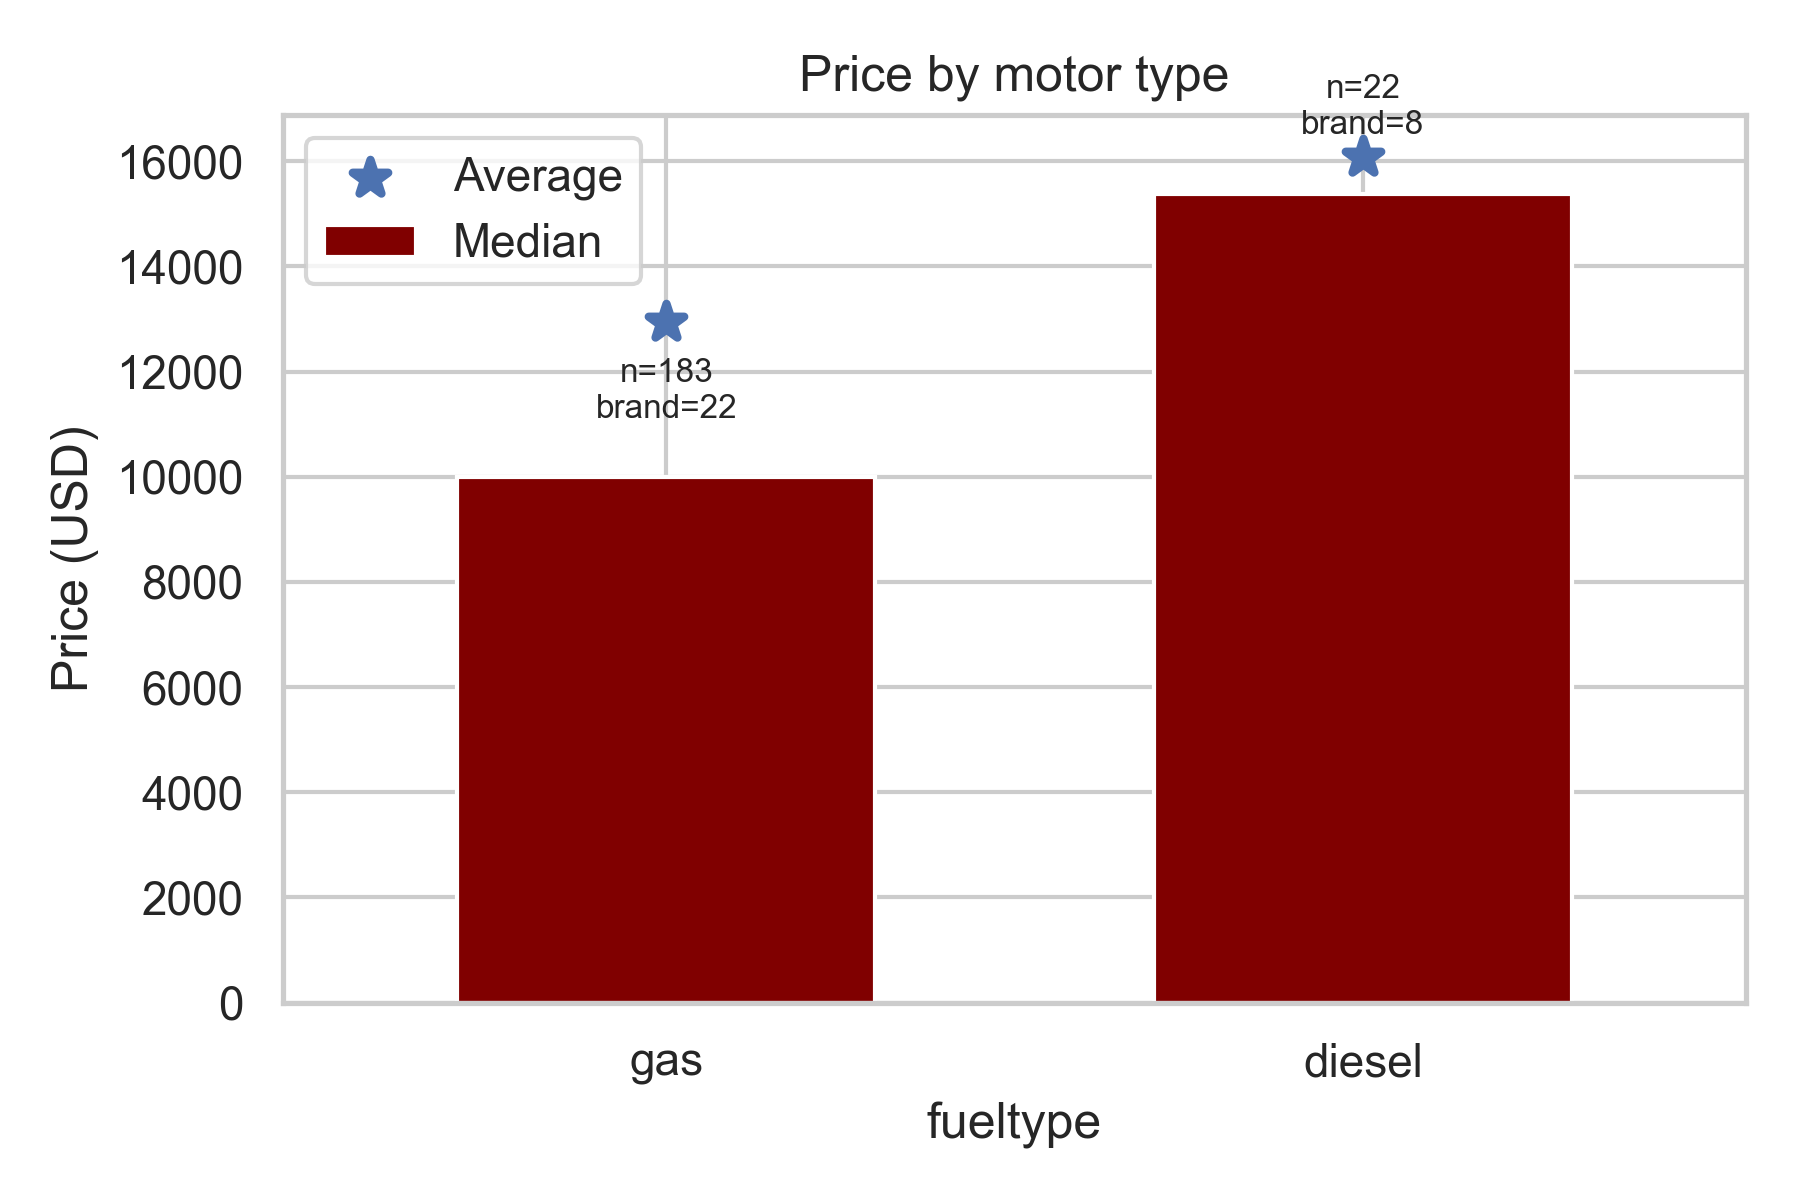 Price by motor type
n=22
brand=8
Average
Median
n=183
brand=22
16000
14000
12000
10000
8000
6000
4000
2000
0
Price (USD)
gas
diesel
fueltype